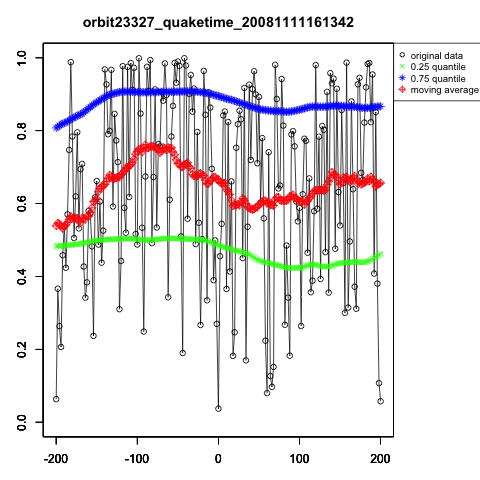 orbit23327_quaketime_20081111161342
original data
0.25 quantile
0.75 quantile
moving average
1.0
0.8
0.6
0.4
0.2
0.0
-200 -100 0 100 200